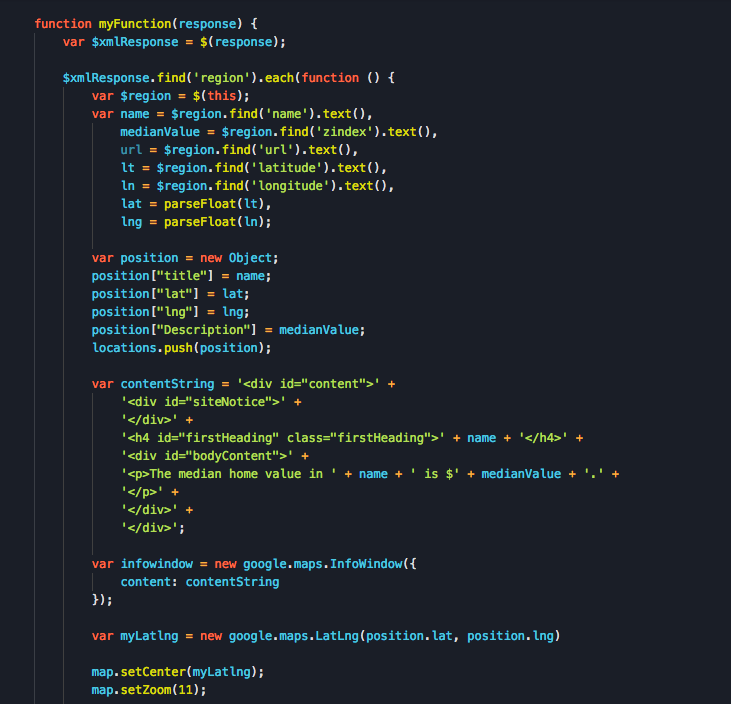 function myFunction(response) {
var $xmlResponse = $(response);
$xmlResponse.find('region').each(function () {
var $region = $(this);
var name = $region.find('name').text(),
medianValue = $region.find('zindex').text(),
url = $region.find('url').text(),
lt = $region.find('latitude').text(),
ln = $region.find('longitude').text(),
lat = parseFloat(lt),
lng = parseFloat(ln);
var position = new Object;
position["title"] = name;
position["lat"] = lat;
position["lng"] = lng;
position["Description"] = medianValue;
locations.push(position);
var contentString = '<div id="content">' +
'<div id="siteNotice">' +
'</div>' +
'<h4 id="firstHeading" class="firstHeading">' + name + '</h4>' +
'<div id="bodyContent">' +
'<p>The median home value in ' + name + ' is $' + medianValue + '.' +
'</p>' +
'</div>' +
'</div>';
var infowindow = new google.maps.InfoWindow({
content: contentString
});
var myLatlng = new google.maps.LatLng(position.lat, position.lng)
map.setCenter(myLatlng);
map.setZoom(11);